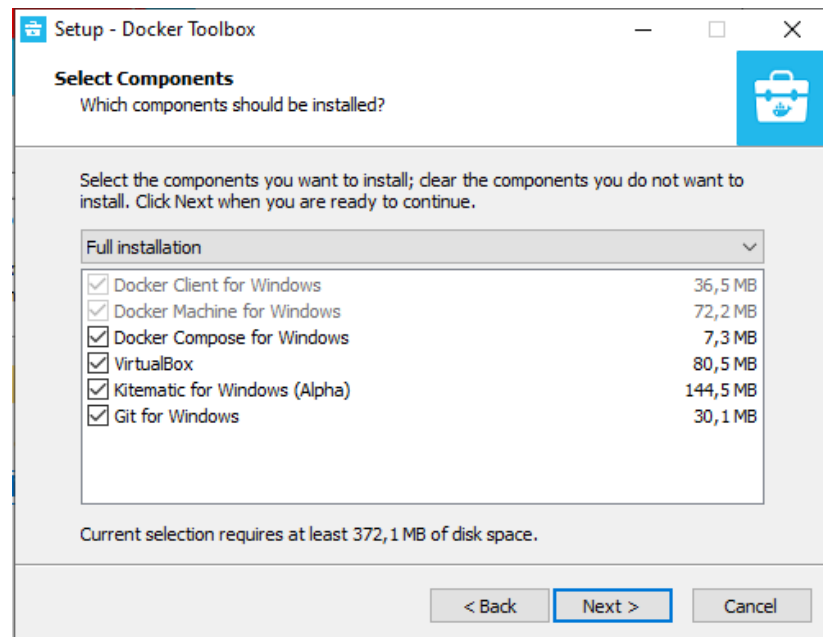 Setup - Docker Toolbox
Select Components
Which components should be installed?
Select the components you want to install; clear the components you do not want to
install. Click Next when you are ready to continue.
Full installation
Docker Client for Windows 36,5 MB
Docker Machine for Windows 72,2 MB
Docker Compose for Windows 7,3 MB
VirtualBox 80,5 MB
Kitematic for Windows (Alpha) 144,5 MB
Git for Windows 30,1 MB
Current selection requires at least 372,1 MB of disk space.
< Back Next > Cancel